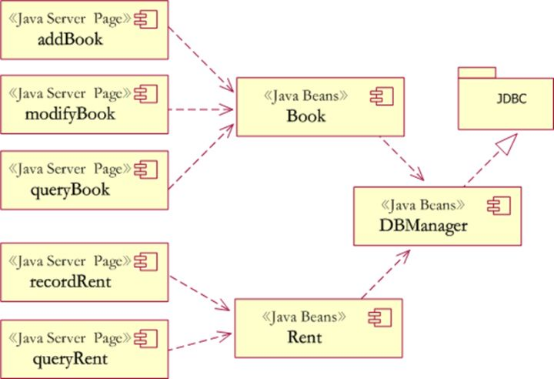 《Java Server Page》
addBook
《Java Server Page》
modifyBook
《Java Server Page》
queryBook
《Java Server Page》
recordRent
《Java Server Page》
queryRent
《Java Beans》
Book
《Java Beans》
Rent
《Java Beans》
DBManager
JDBC